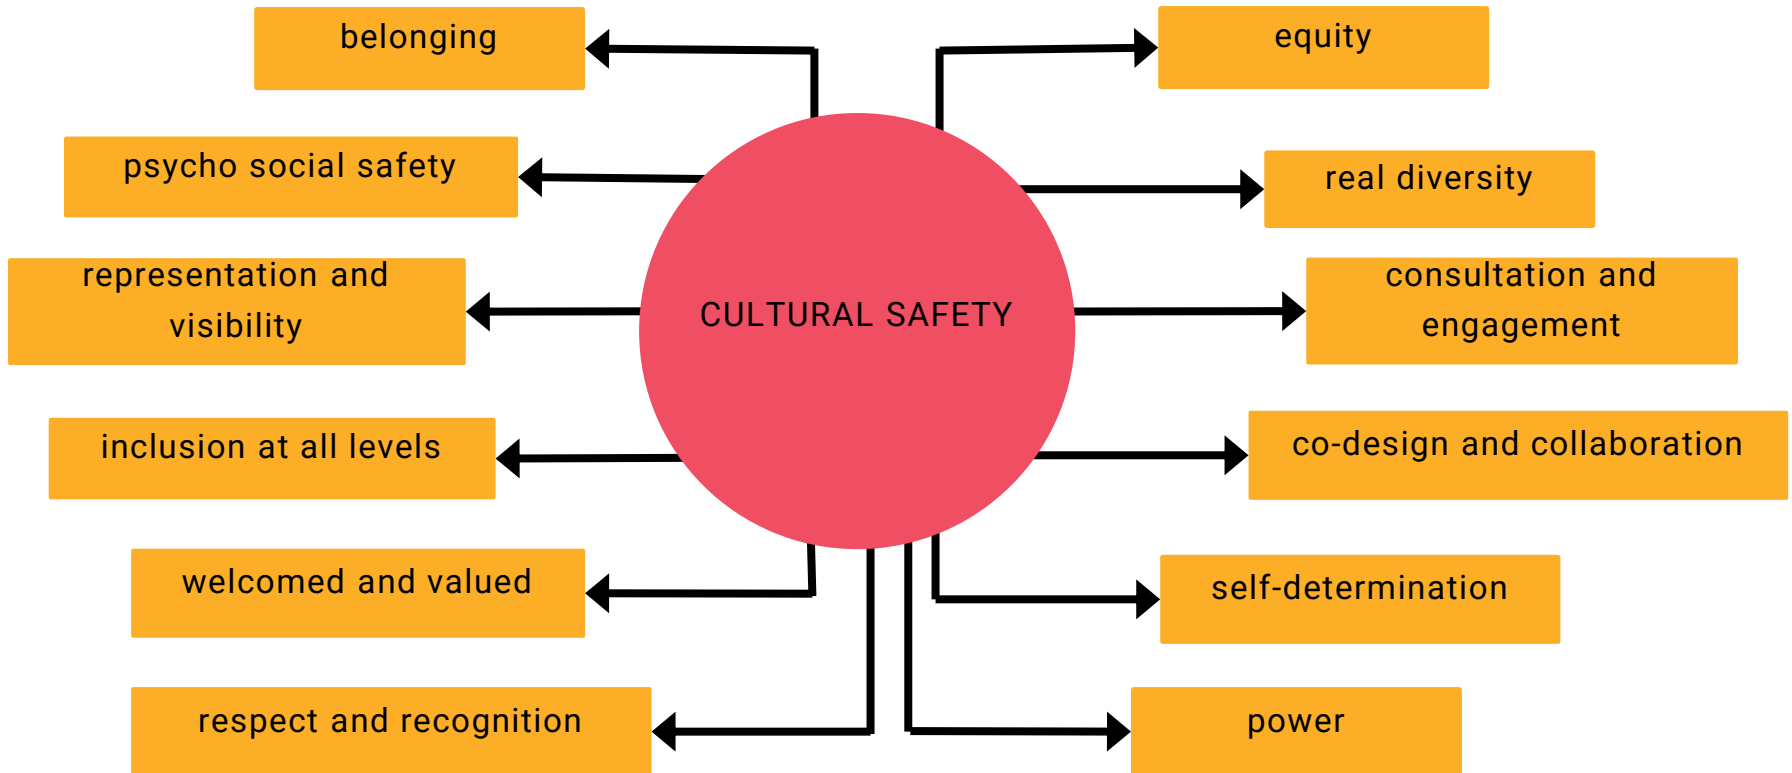 belonging
equity
psycho social safety
real diversity
representation and
visibility
consultation and
engagement
CULTURAL SAFETY
inclusion at all levels
co-design and collaboration
welcomed and valued
self-determination
respect and recognition
power